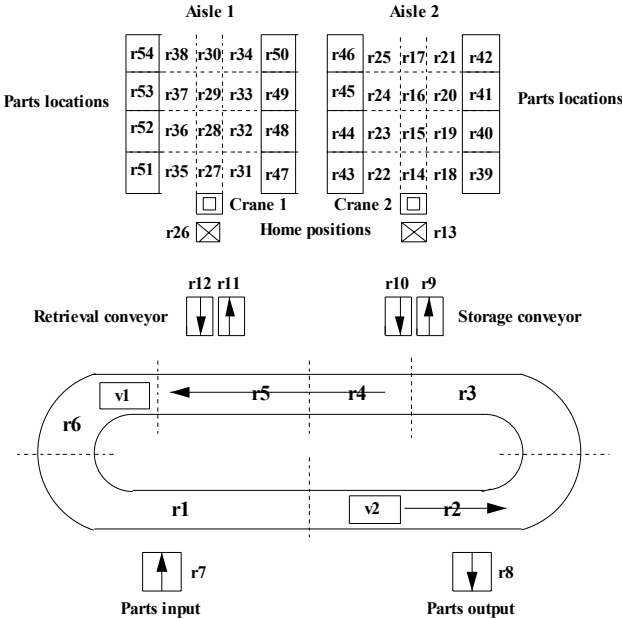 Aisle 1 Aisle 2
r54 r38 r30 r34 r50 r46 r25 r17 r21 r42
Parts locations r53 r37 r29 r33 r49 r45 r24 r16 r20 r41 Parts locations
r52 r36 r28 r32 r48 r44 r23 r15 r19 r40
r51 r35 r27 r31 r47 r43 r22 r14 r18 r39
Crane 1 Crane 2
r26 Home positions r13
r12 r11 r10 r9
Retrieval conveyor Storage conveyor
v1 r5 r4 r3
r6
r1 v2 r2
r7 r8
Parts input Parts output